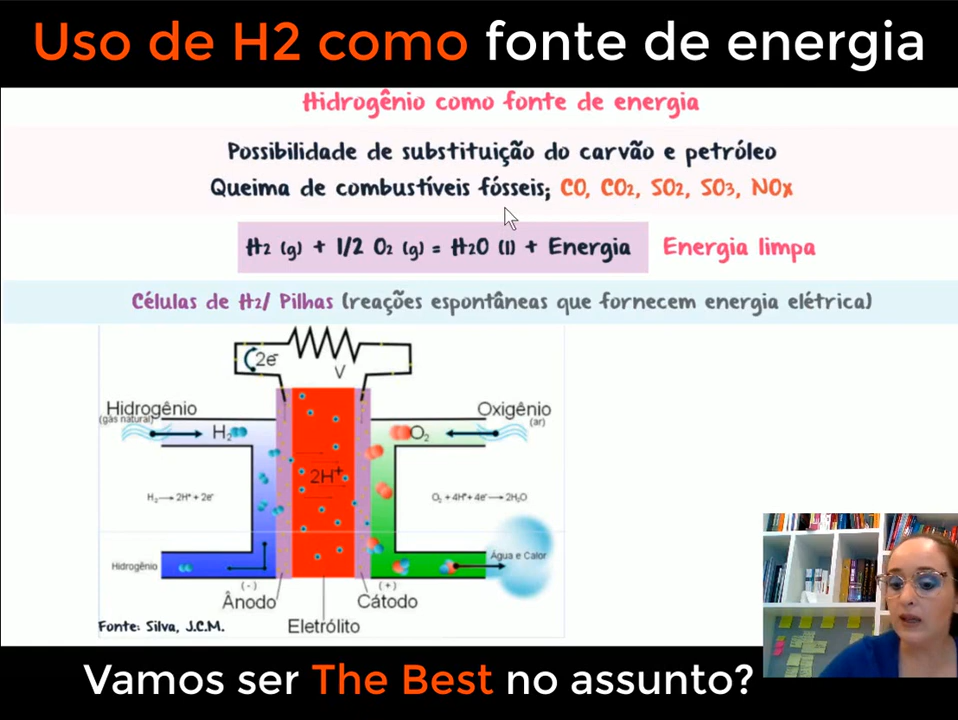 Uso de H2 como fonte de energia
Hidrogênio como fonte de energia
Possibilidade de substituição do carvão e petróleo
Queima de combustíveis fósseis; CO, CO2, SO2, SO3, NOx
H2 (g) + 1/2 O2 (g) = H2O (l) + Energia Energia limpa
Células de H2/ Pilhas (reações espontâneas que fornecem energia elétrica)
2e-
V
Hidrogênio
(gás natural)
H2
Oxigênio
(ar)
O2
2H+
H2 → 2H+ + 2e-
O2 + 4H+ + 4e- → 2H2O
Hidrogênio
Água e Calor
(-)
(+)
Ânodo
Cátodo
Eletrólito
Fonte: Silva, J.C.M.
Vamos ser The Best no assunto?